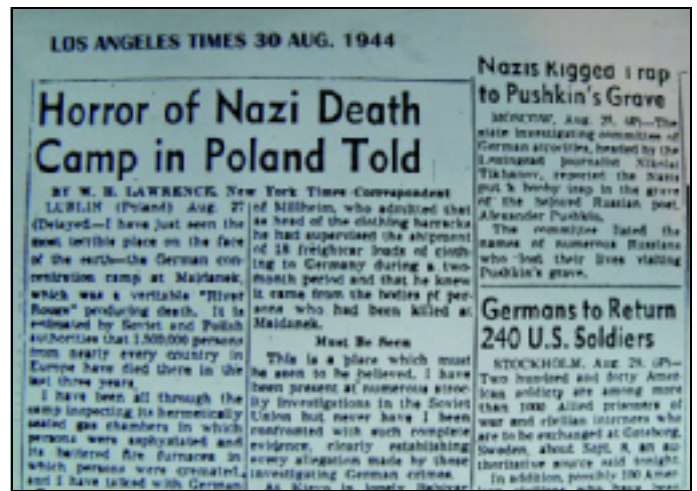 LOS ANGELES TIMES 30 AUG. 1944
Horror of Nazi Death
Camp in Poland Told
BY W. H. LAWRENCE, New York Times Correspondent
LUBLIN (Poland) Aug. 27
(Delayed—I have just seen the
most terrible place on the face
of the earth—the German con-
centration camp at Maidanek,
which was a veritable "River
Rouge" producing death. It is
estimated by Soviet and Polish
authorities that 1,500,000 persons
from nearly every country in
Europe have died there in the
last three years.
I have been all through the
camp inspecting its hermetically
sealed gas chambers in which
persons were asphyxiated and
its battered fire furnaces in
which persons were cremated,
and I have talked with German
of Millheim, who admitted that
as head of the clothing barracks
he had supervised the shipment
of 18 freightcar loads of cloth-
ing to Germany during a two-
month period and that he knew
it came from the bodies of per-
sons who had been killed at
Maidanek.
Must Be Seen
This is a place which must
be seen to be believed. I have
been present at numerous atroc-
ity investigations in the Soviet
Union but never have I been
confronted with such complete
evidence, clearly establishing
every allegation made by those
investigating German crimes.
Nazis Rigged Trap
to Pushkin's Grave
MOSCOW, Aug. 29. (AP)—The
state investigating committee of
German atrocities, headed by the
Leningrad journalist Nikolai
Tikhanov, reported the Nazis
put a booby trap in the grave
of the beloved Russian poet,
Alexander Pushkin.
The committee listed the
names of numerous Russians
who lost their lives visiting
Pushkin's grave.
Germans to Return
240 U.S. Soldiers
STOCKHOLM, Aug. 29. (AP)—
Two hundred and forty Amer-
ican soldiers are among more
than 1000 Allied prisoners of
war and civilian internees who
are to be exchanged at Goteborg,
Sweden, about Sept. 8, an au-
thoritative source said tonight.
In addition, possibly Amer-